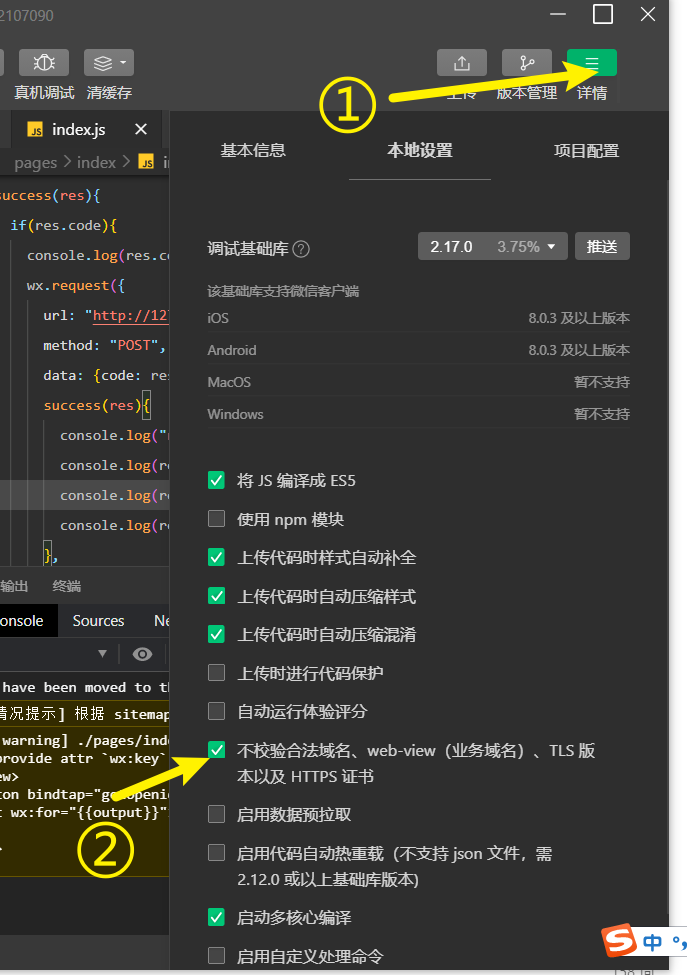 2107090
真机调试 清缓存 上传 版本管理 详情
①
JS index.js ✕
pages > index > JS
基本信息 本地设置 项目配置
success(res){
if(res.code){
console.log(res.co
wx.request({
url: "http://127
method: "POST",
data: {code: res
success(res){
console.log("
console.log(re
console.log(re
console.log(re
},
调试基础库 ? 2.17.0 3.75% 推送
该基础库支持微信客户端
iOS 8.0.3 及以上版本
Android 8.0.3 及以上版本
MacOS 暂不支持
Windows 暂不支持
将 JS 编译成 ES5
使用 npm 模块
上传代码时样式自动补全
上传代码时自动压缩样式
上传代码时自动压缩混淆
上传时进行代码保护
自动运行体验评分
不校验合法域名、web-view（业务域名）、TLS 版
本以及 HTTPS 证书
启用数据预拉取
启用代码自动热重载（不支持 json 文件，需
2.12.0 或以上基础库版本)
启动多核心编译
启用自定义处理命令
输出 终端
onsole Sources Ne
have been moved to th
情况提示] 根据 sitemap
warning] ./pages/inde
provide attr `wx:key`
ew>
ton bindtap="g
t wx:for="{{output}}"
②
S 中 °,